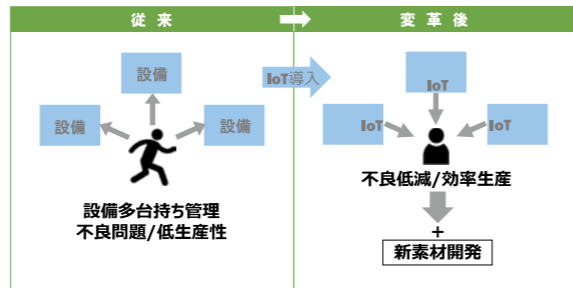 従来
変革後
設備
設備
設備
設備多台持ち管理
不良問題/低生産性
IoT導入
IoT
IoT
IoT
不良低減/効率生産
+
新素材開発